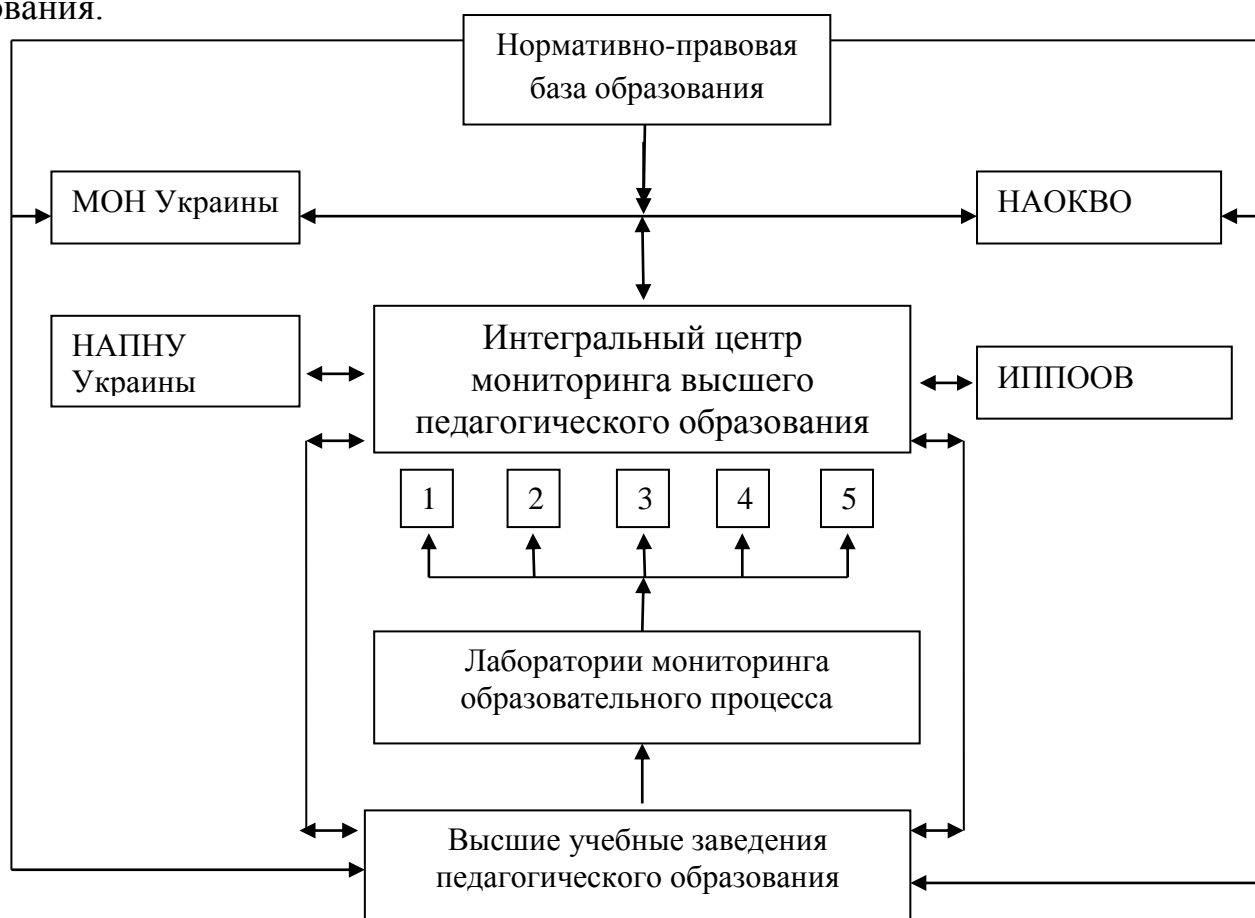 ования.
Нормативно-правовая
база образования
МОН Украины
НАОКВО
НАПНУ
Украины
Интегральный центр
мониторинга высшего
педагогического образования
ИППООВ
1
2
3
4
5
Лаборатории мониторинга
образовательного процесса
Высшие учебные заведения
педагогического образования